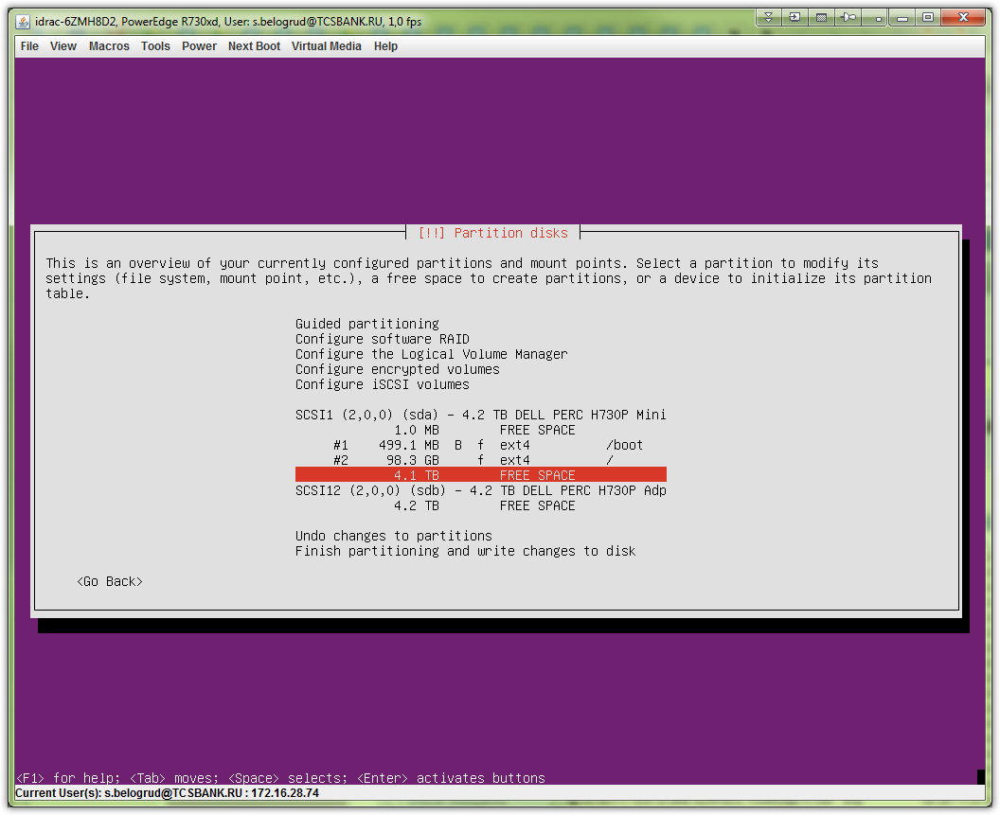 idrac-6ZMH8D2, PowerEdge R730xd, User: s.belogrud@TCSBANK.RU, 1,0 fps
File View Macros Tools Power Next Boot Virtual Media Help
[!!] Partition disks
This is an overview of your currently configured partitions and mount points. Select a partition to modify its
settings (file system, mount point, etc.), a free space to create partitions, or a device to initialize its partition
table.
Guided partitioning
Configure software RAID
Configure the Logical Volume Manager
Configure encrypted volumes
Configure iSCSI volumes
SCSI1 (2,0,0) (sda) - 4.2 TB DELL PERC H730P Mini
1.0 MB FREE SPACE
#1 499.1 MB B f ext4 /boot
#2 98.3 GB f ext4 /
4.1 TB FREE SPACE
SCSI12 (2,0,0) (sdb) - 4.2 TB DELL PERC H730P Adp
4.2 TB FREE SPACE
Undo changes to partitions
Finish partitioning and write changes to disk
<Go Back>
<F1> for help; <Tab> moves; <Space> selects; <Enter> activates buttons
Current User(s): s.belogrud@TCSBANK.RU : 172.16.28.74